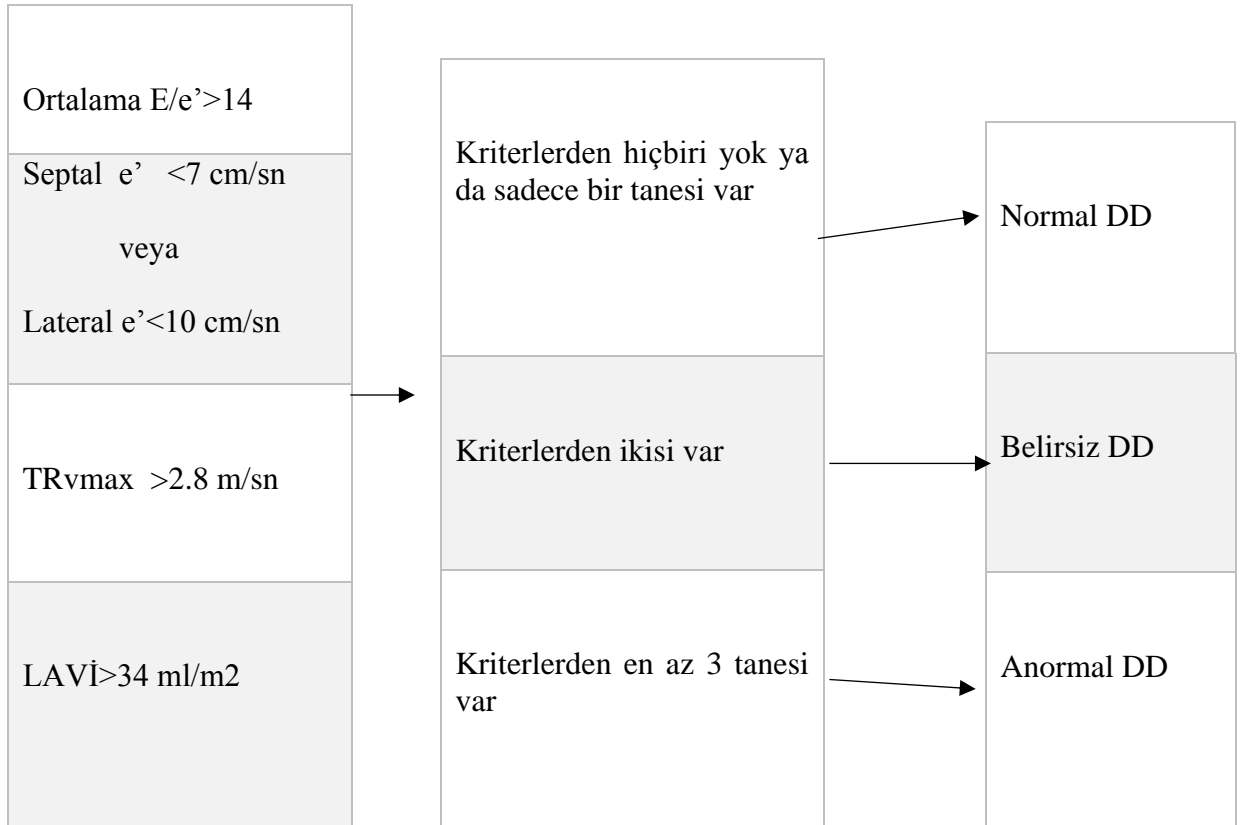 Ortalama E/e’>14
Septal e’ <7 cm/sn
veya
Lateral e’<10 cm/sn
TRvmax >2.8 m/sn
LAVİ>34 ml/m2
Kriterlerden hiçbiri yok ya
da sadece bir tanesi var
Kriterlerden ikisi var
Kriterlerden en az 3 tanesi
var
Normal DD
Belirsiz DD
Anormal DD